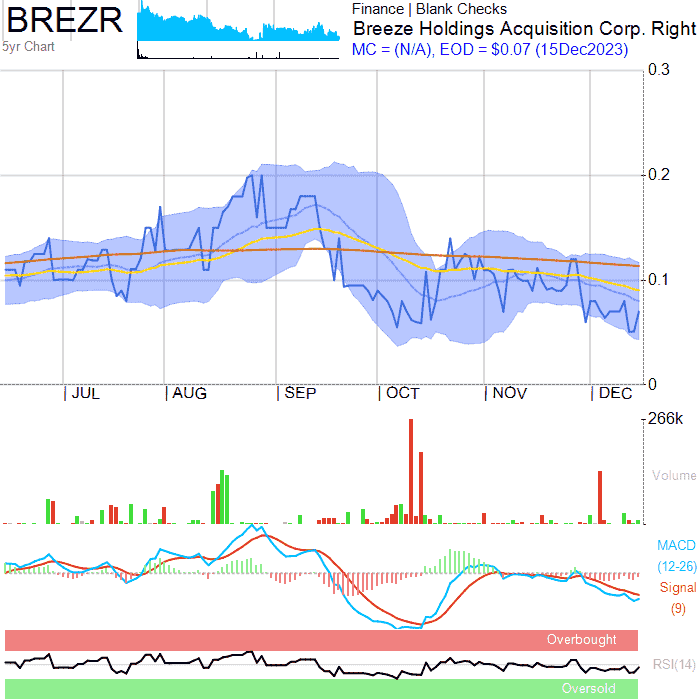 BREZR
5yr Chart
Finance | Blank Checks
Breeze Holdings Acquisition Corp. Right
MC = (N/A), EOD = $0.07 (15Dec2023)
0.3
0.2
0.1
0
JUL AUG SEP OCT NOV DEC
266k
Volume
MACD
(12-26)
Signal
(9)
Overbought
RSI(14)
Oversold